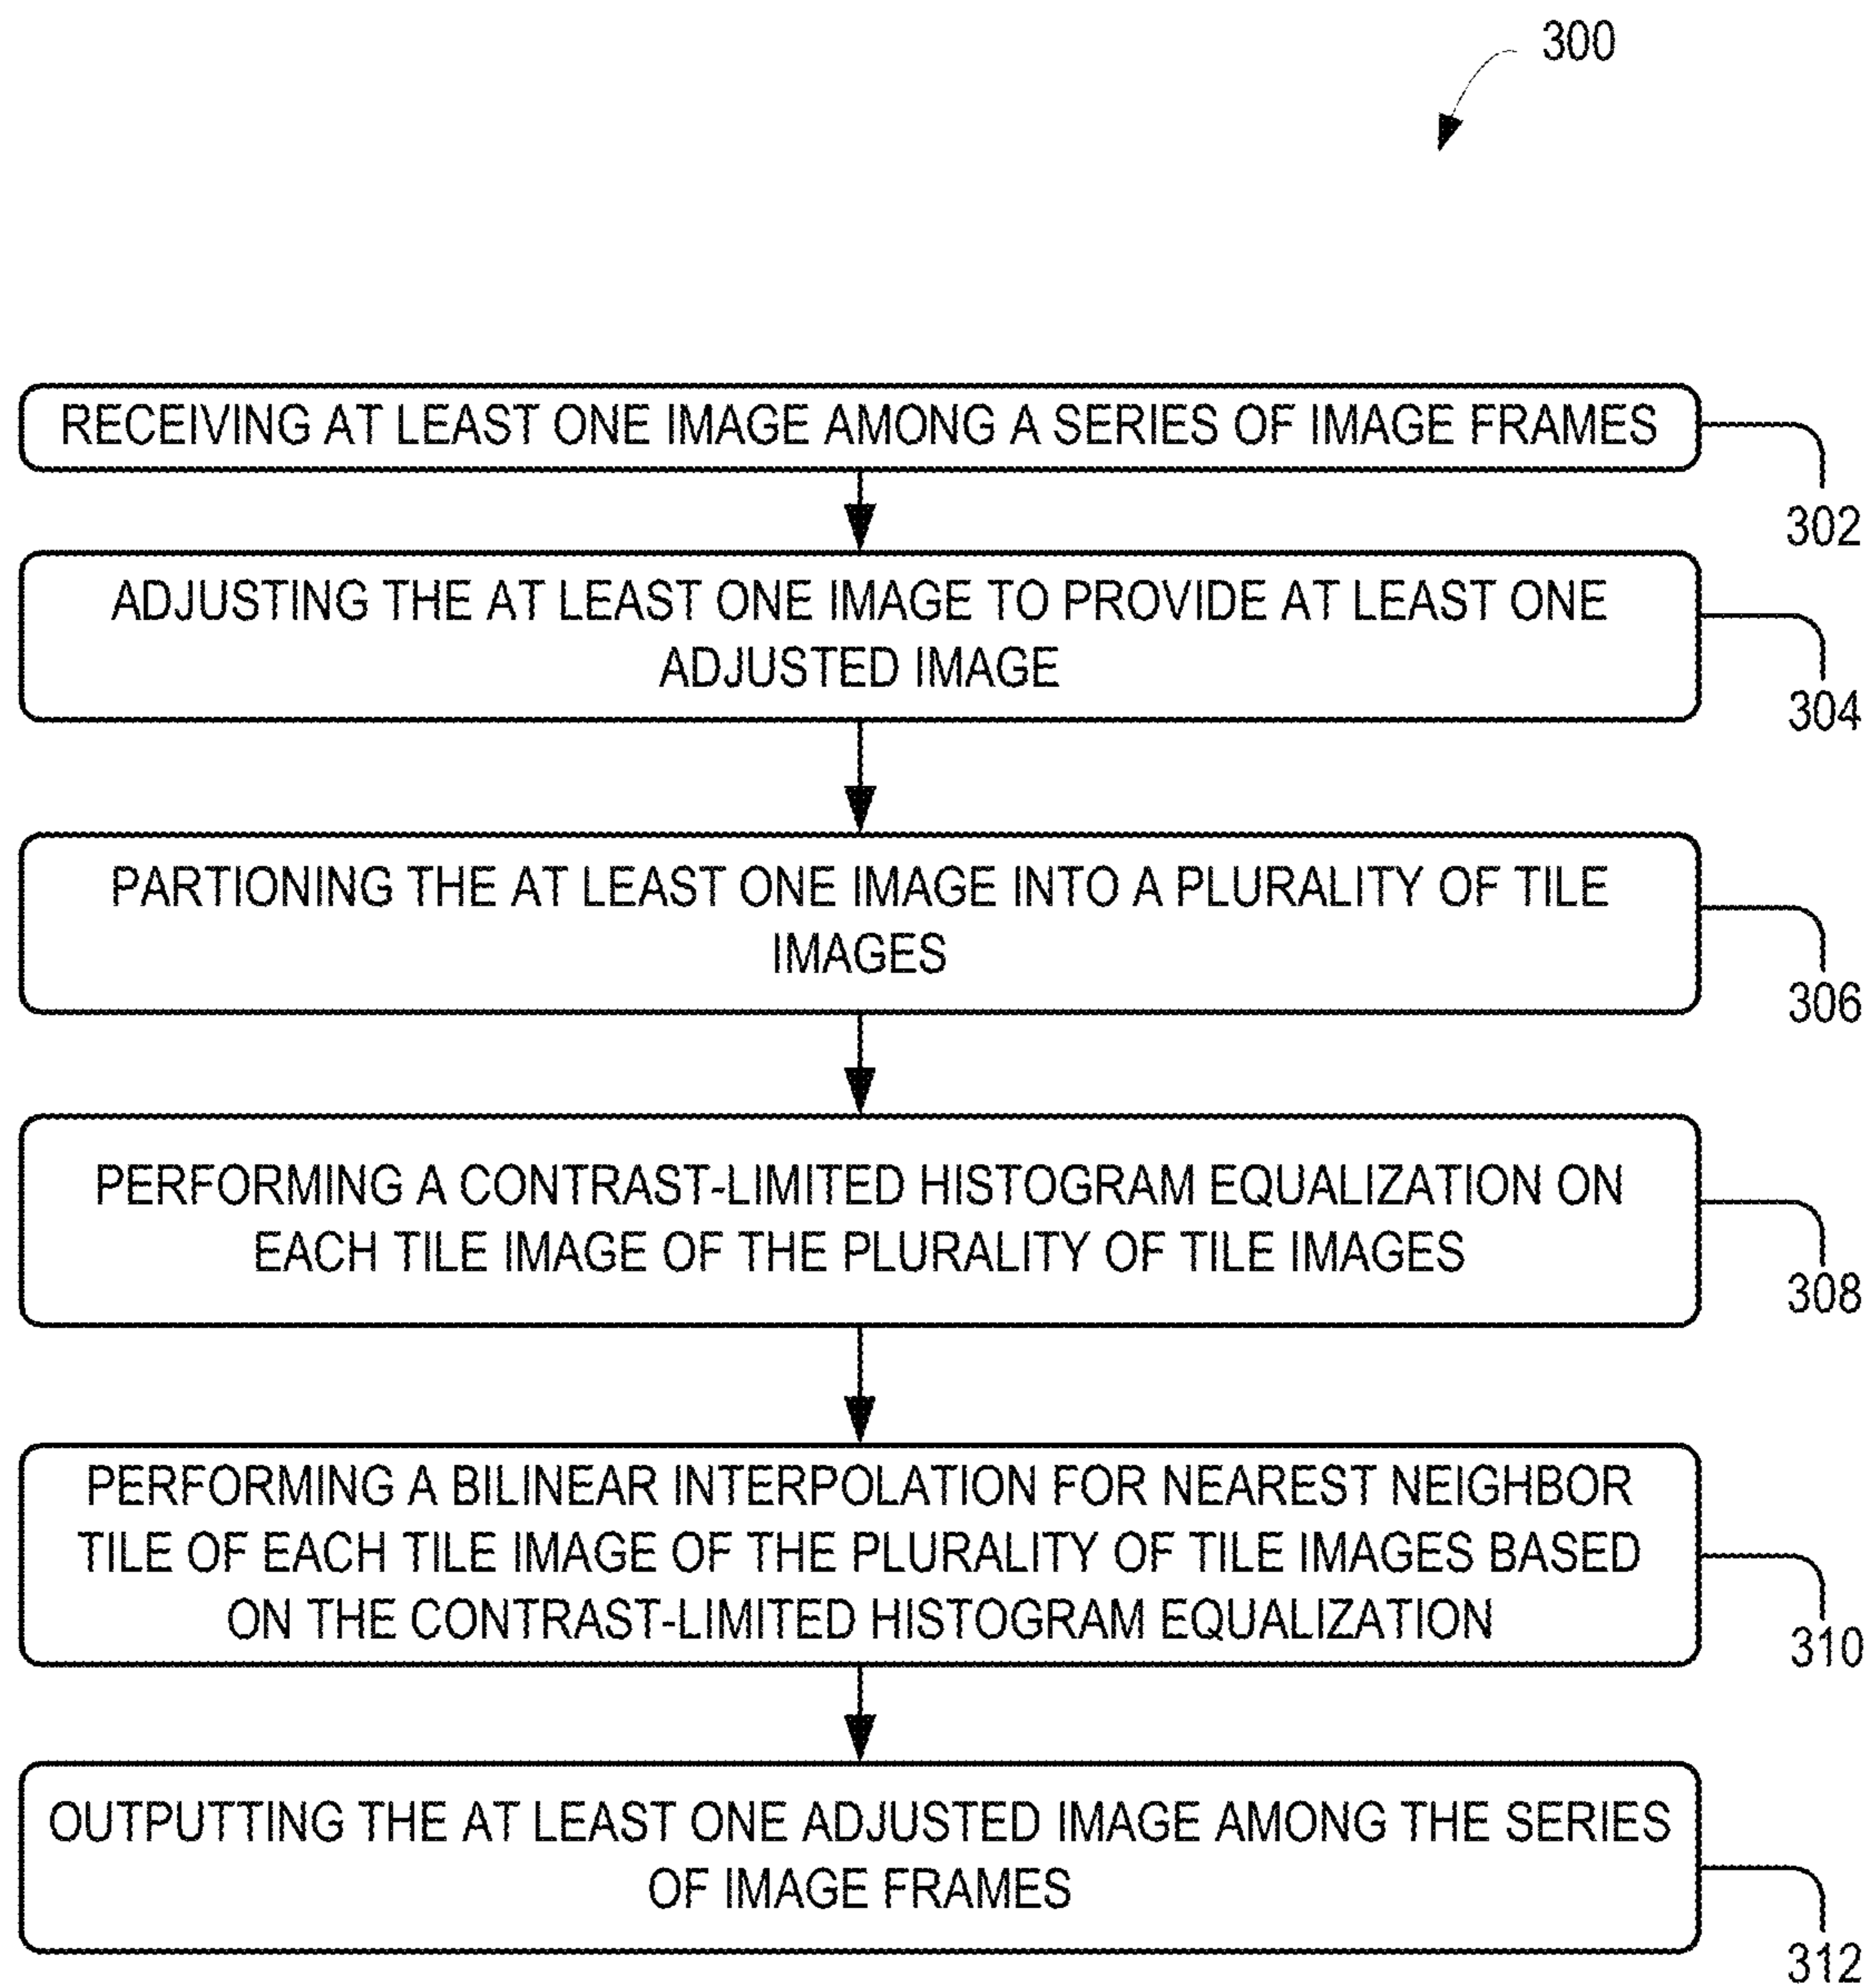 300
RECEIVING AT LEAST ONE IMAGE AMONG A SERIES OF IMAGE FRAMES
302
ADJUSTING THE AT LEAST ONE IMAGE TO PROVIDE AT LEAST ONE
ADJUSTED IMAGE
304
PARTIONING THE AT LEAST ONE IMAGE INTO A PLURALITY OF TILE
IMAGES
306
PERFORMING A CONTRAST-LIMITED HISTOGRAM EQUALIZATION ON
EACH TILE IMAGE OF THE PLURALITY OF TILE IMAGES
308
PERFORMING A BILINEAR INTERPOLATION FOR NEAREST NEIGHBOR
TILE OF EACH TILE IMAGE OF THE PLURALITY OF TILE IMAGES BASED
ON THE CONTRAST-LIMITED HISTOGRAM EQUALIZATION
310
OUTPUTTING THE AT LEAST ONE ADJUSTED IMAGE AMONG THE SERIES
OF IMAGE FRAMES
312